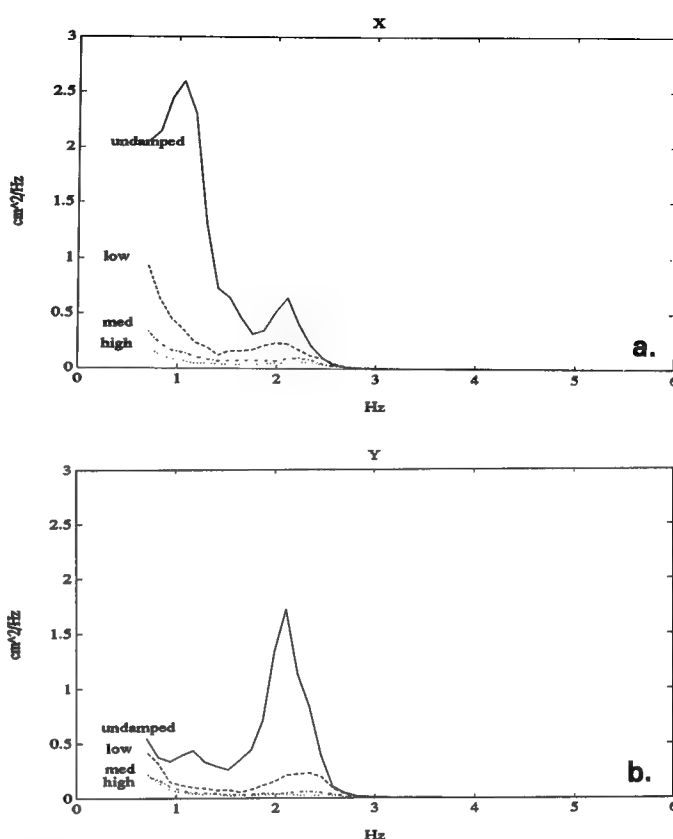 X
3
2.5
2
1.5
1
0.5
0
cm^2/Hz
undamped
low
med
high
a.
0 1 2 3 4 5 6
Hz
Y
3
2.5
2
1.5
1
0.5
0
cm^2/Hz
undamped
low
med
high
b.
0 1 2 3 4 5 6
Hz